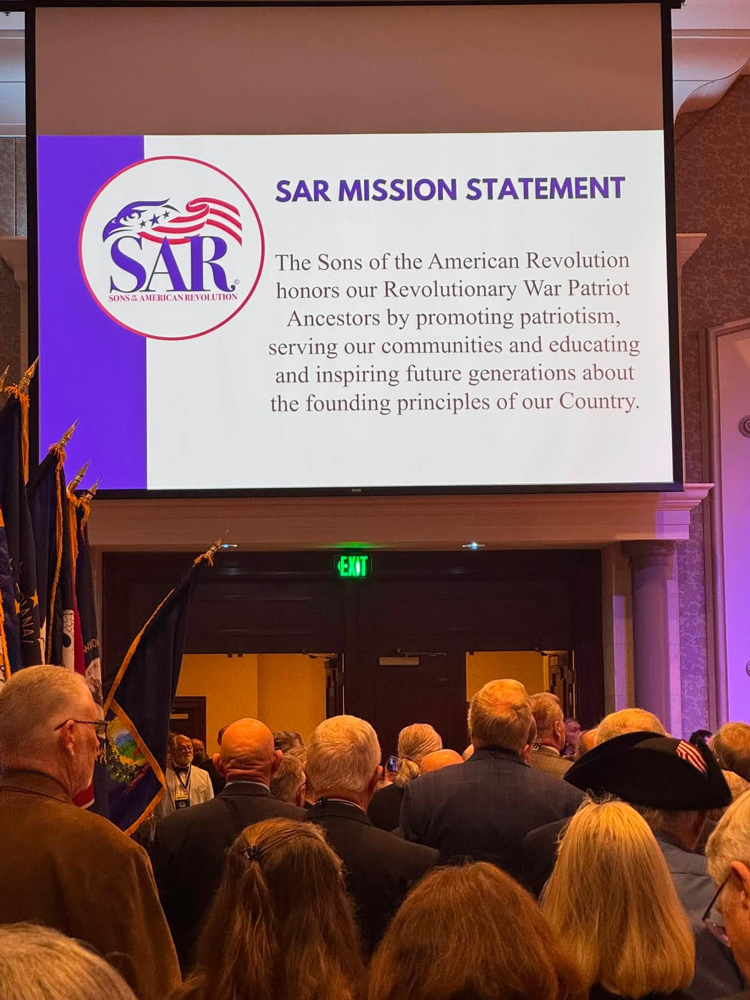 SAR MISSION STATEMENT
SAR©
SONS OF THE AMERICAN REVOLUTION
The Sons of the American Revolution
honors our Revolutionary War Patriot
Ancestors by promoting patriotism,
serving our communities and educating
and inspiring future generations about
the founding principles of our Country.
EXIT